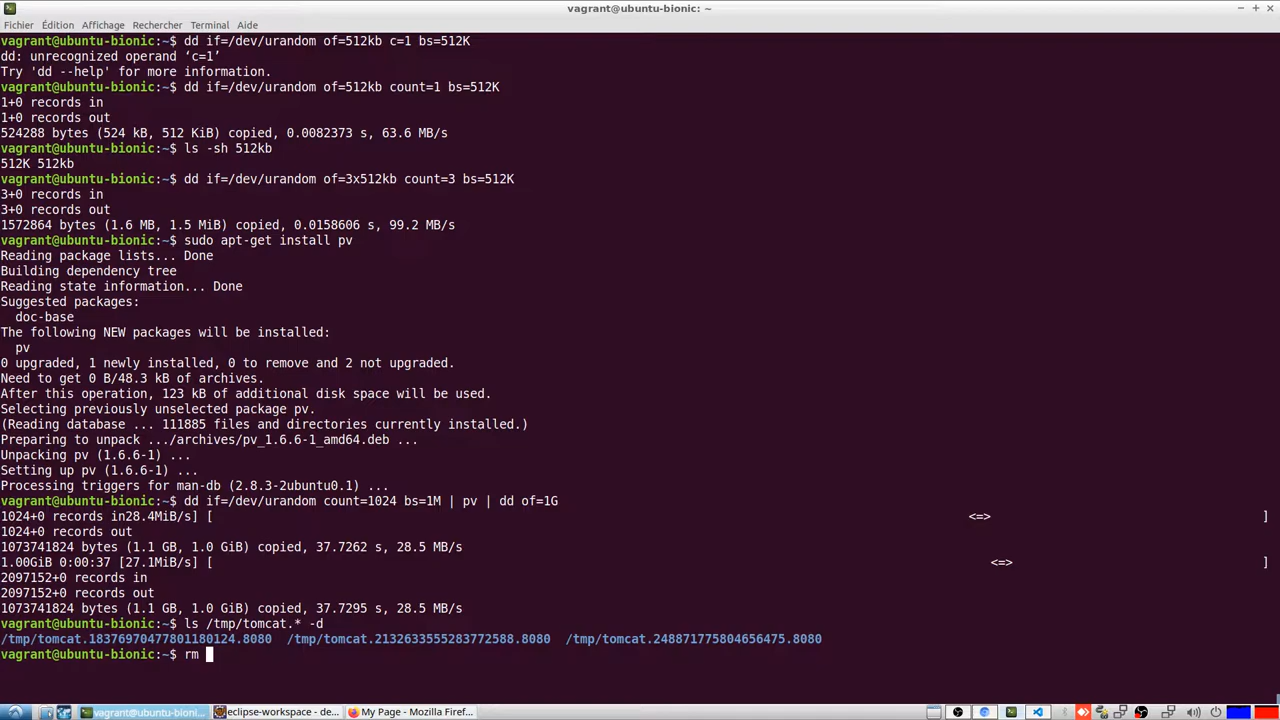 vagrant@ubuntu-bionic: ~
Fichier Édition Affichage Rechercher Terminal Aide
vagrant@ubuntu-bionic:~$ dd if=/dev/urandom of=512kb c=1 bs=512K
dd: unrecognized operand ‘c=1’
Try 'dd --help' for more information.
vagrant@ubuntu-bionic:~$ dd if=/dev/urandom of=512kb count=1 bs=512K
1+0 records in
1+0 records out
524288 bytes (524 kB, 512 KiB) copied, 0.0082373 s, 63.6 MB/s
vagrant@ubuntu-bionic:~$ ls -sh 512kb
512K 512kb
vagrant@ubuntu-bionic:~$ dd if=/dev/urandom of=3x512kb count=3 bs=512K
3+0 records in
3+0 records out
1572864 bytes (1.6 MB, 1.5 MiB) copied, 0.0158606 s, 99.2 MB/s
vagrant@ubuntu-bionic:~$ sudo apt-get install pv
Reading package lists... Done
Building dependency tree
Reading state information... Done
Suggested packages:
  doc-base
The following NEW packages will be installed:
  pv
0 upgraded, 1 newly installed, 0 to remove and 2 not upgraded.
Need to get 0 B/48.3 kB of archives.
After this operation, 123 kB of additional disk space will be used.
Selecting previously unselected package pv.
(Reading database ... 111885 files and directories currently installed.)
Preparing to unpack .../archives/pv_1.6.6-1_amd64.deb ...
Unpacking pv (1.6.6-1) ...
Setting up pv (1.6.6-1) ...
Processing triggers for man-db (2.8.3-2ubuntu0.1) ...
vagrant@ubuntu-bionic:~$ dd if=/dev/urandom count=1024 bs=1M | pv | dd of=1G
1024+0 records in28.4MiB/s] [ <=> ]
1024+0 records out
1073741824 bytes (1.1 GB, 1.0 GiB) copied, 37.7262 s, 28.5 MB/s
1.00GiB 0:00:37 [27.1MiB/s] [ <=> ]
2097152+0 records in
2097152+0 records out
1073741824 bytes (1.1 GB, 1.0 GiB) copied, 37.7295 s, 28.5 MB/s
vagrant@ubuntu-bionic:~$ ls /tmp/tomcat.* -d
/tmp/tomcat.18376970477801180124.8080 /tmp/tomcat.2132633555283772588.8080 /tmp/tomcat.248871775804656475.8080
vagrant@ubuntu-bionic:~$ rm
vagrant@ubuntu-bioni... eclipse-workspace - de... My Page - Mozilla Firef...